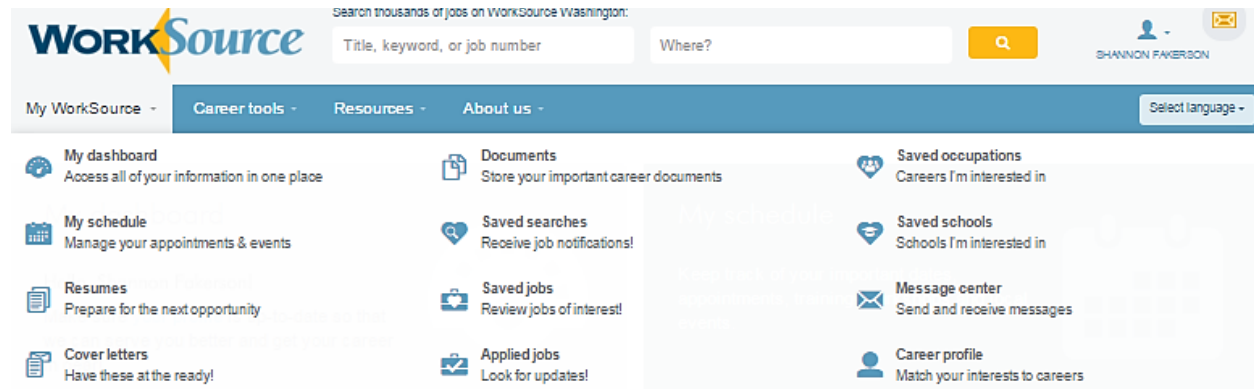 Search thousands of jobs on WorkSource Washington:
WorkSource
Title, keyword, or job number
Where?
SHANNON FAKERSON
My WorkSource
Career tools
Resources
About us
Select language
My dashboard
Access all of your information in one place
My schedule
Manage your appointments & events
Resumes
Prepare for the next opportunity
Cover letters
Have these at the ready!
Documents
Store your important career documents
Saved searches
Receive job notifications!
Saved jobs
Review jobs of interest!
Applied jobs
Look for updates!
Saved occupations
Careers I'm interested in
Saved schools
Schools I'm interested in
Message center
Send and receive messages
Career profile
Match your interests to careers
My schedule